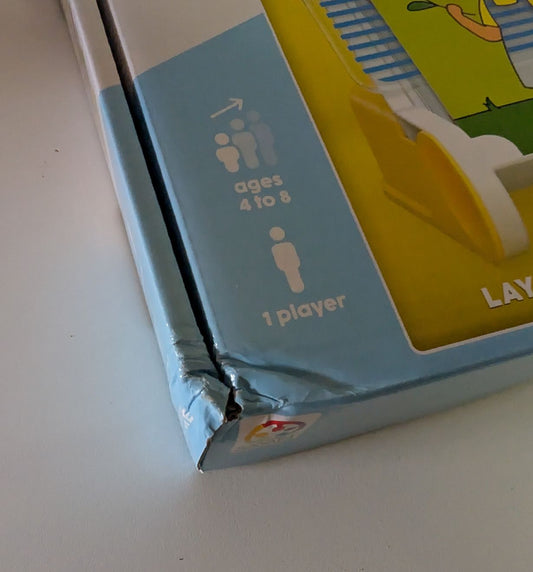 ages
4 to 8
1 player
LAY